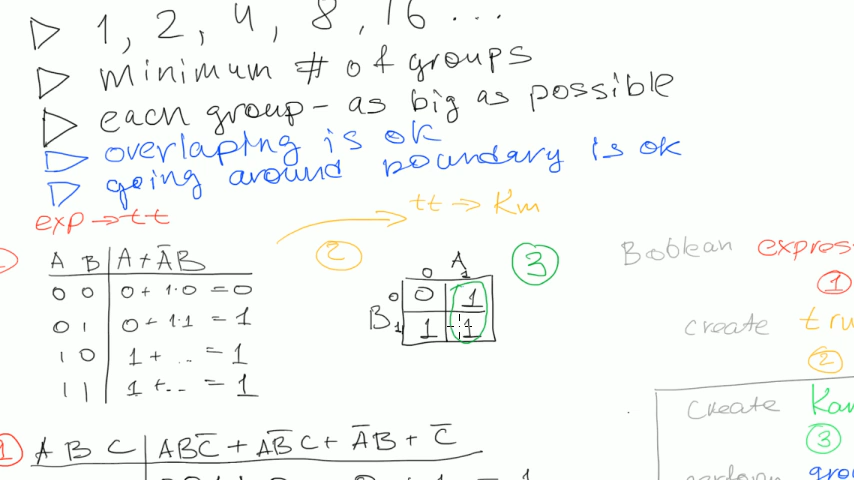 ▷ 1, 2, 4, 8, 16 ...
▷ minimum # of groups
▷ each group - as big as possible
▷ overlaping is ok
▷ going around boundary is ok
exp → tt
tt → Km
2
3
A B | A + A̅B
0 0 | 0 + 1·0 = 0
0 1 | 0 + 1·1 = 1
1 0 | 1 + .. = 1
1 1 | 1 + .. = 1
A
0 1
B 0 | 0 | 1
1 | 1 | 1
Boolean
1
create
2
Create
3
1 A B C | ABC̅ + AB̅C + A̅B + C̅